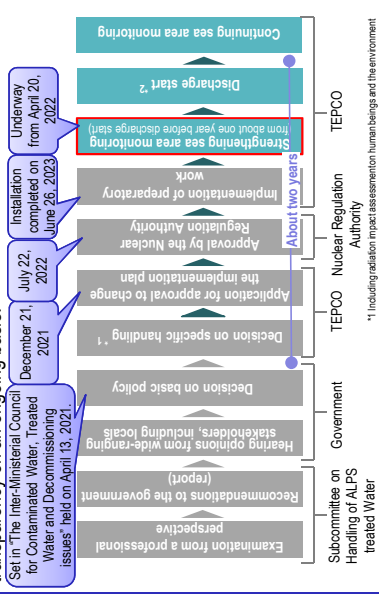 transparency on an ongoing basis.
Set in "The Inter-Ministerial Council
for Contaminated Water, Treated
Water and Decommissioning
issues" held on April 13, 2021.
December 21,
2021
July 22,
2022
Installation
completed on
June 26, 2023
Underway
from April 20,
2022
Examination from a professional
perspective
Recommendations to the government
(report)
Hearing opinions from wide-ranging
stakeholders, including locals
Decision on basic policy
Decision on specific handling *1
Application for approval to change
the implementation plan
Approval by the Nuclear
Regulation Authority
Implementation of preparatory
work
Strengthening sea area monitoring
(from about one year before discharge start)
Discharge start *2
Continuing sea area monitoring
About two years
Subcommittee on
Handling of ALPS
treated Water
Government
TEPCO
Nuclear Regulation
Authority
TEPCO
*1 Including radiation impact assessment on human beings and the environment